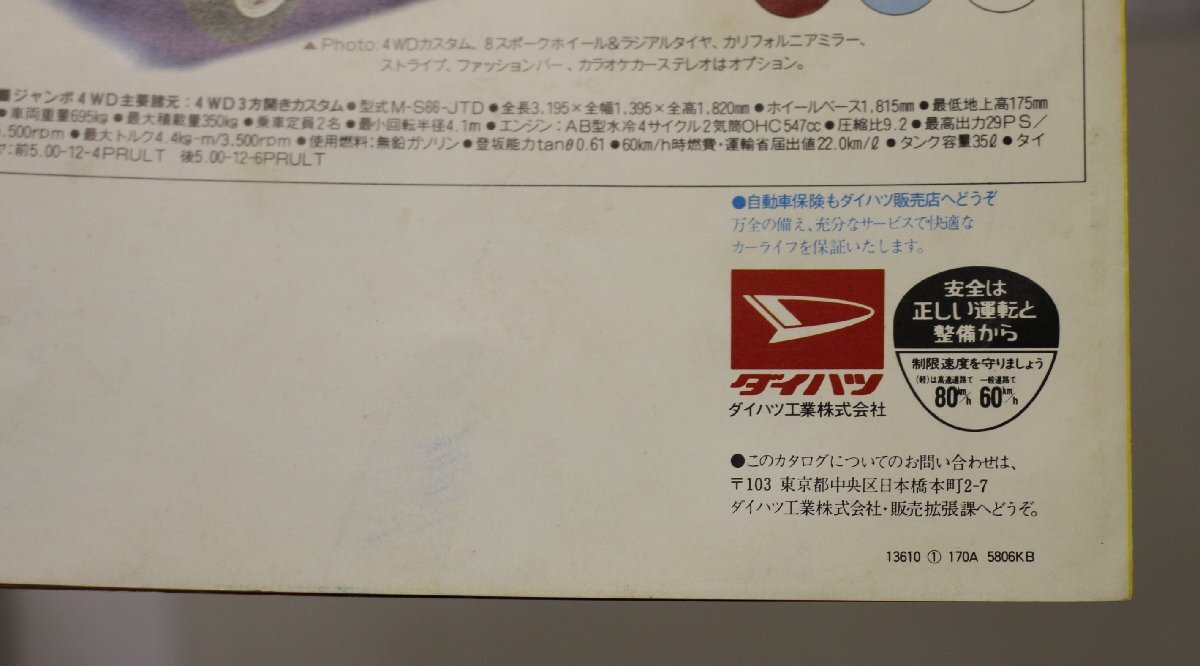 ▲Photo:4WDカスタム、8スポークホイール&ラジアルタイヤ、カリフォルニアミラー、
ストライプ、ファッションバー、カラオケカーステレオはオプション。
■ジャンボ4WD主要諸元:4WD3方開きカスタム●型式M-S66-JTD●全長3,195×全幅1,395×全高1,820mm●ホイールベース1,815mm●最低地上高175mm
●車両重量695kg●最大積載量350kg●乗車定員2名●最小回転半径4.1m●エンジン:AB型水冷4サイクル2気筒OHC547cc●圧縮比9.2●最高出力29PS/
,500rpm●最大トルク4.4kg-m/3,500rpm●使用燃料:無鉛ガソリン●登坂能力tanθ0.61●60km/h時燃費・運輸省届出値22.0km/ℓ●タンク容量35ℓ●タイ
ヤ:前5.00-12-4PRULT 後5.00-12-6PRULT
●自動車保険もダイハツ販売店へどうぞ
万全の備え、充分なサービスで快適な
カーライフを保証いたします。
ダイハツ
ダイハツ工業株式会社
安全は
正しい運転と
整備から
制限速度を守りましょう
(軽)は高速道路で 一般道路で
80km/h 60km/h
●このカタログについてのお問い合わせは、
〒103 東京都中央区日本橋本町2-7
ダイハツ工業株式会社・販売拡張課へどうぞ。
13610 ① 170A 5806KB